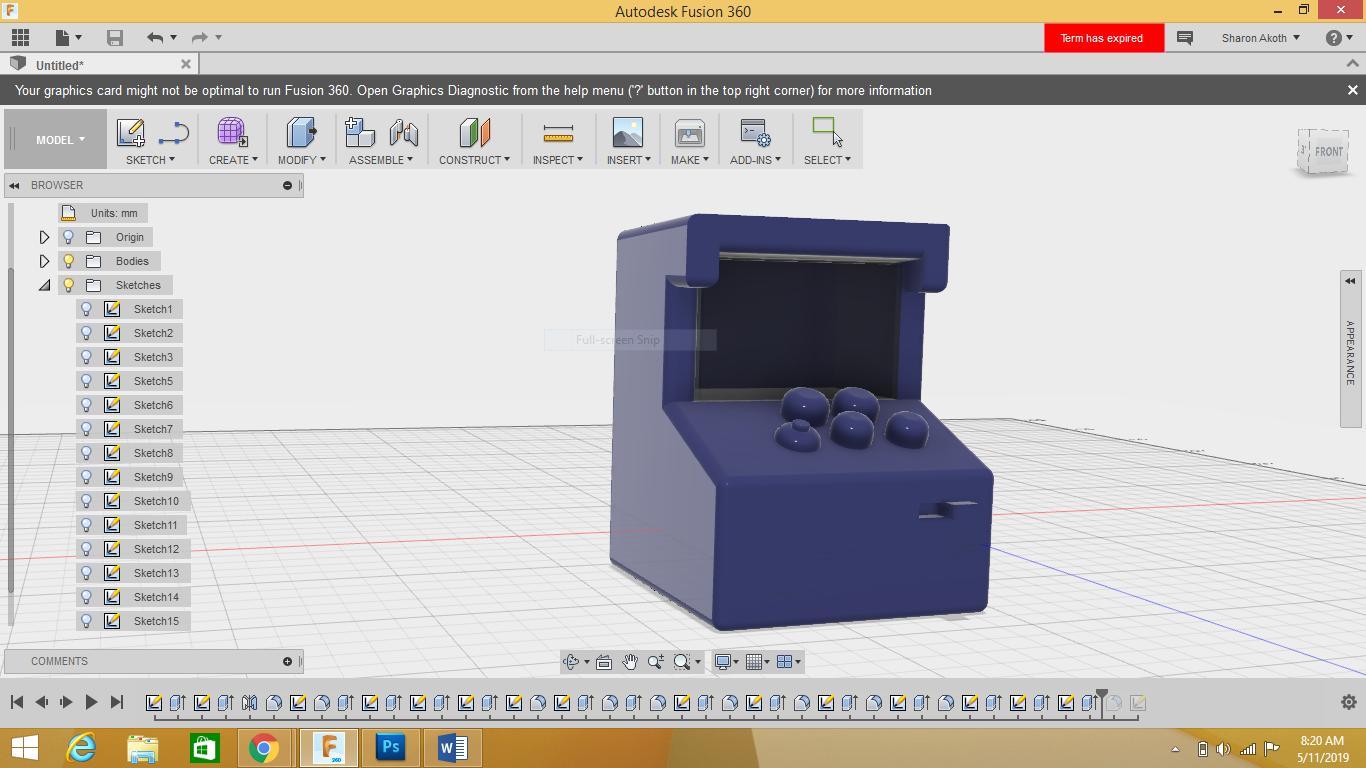 Autodesk Fusion 360
Term has expired
Sharon Akoth
Untitled*
Your graphics card might not be optimal to run Fusion 360. Open Graphics Diagnostic from the help menu ('?' button in the top right corner) for more information
MODEL
SKETCH
CREATE
MODIFY
ASSEMBLE
CONSTRUCT
INSPECT
INSERT
MAKE
ADD-INS
SELECT
FRONT
BROWSER
Units: mm
Origin
Bodies
Sketches
Sketch1
Sketch2
Sketch3
Sketch5
Sketch6
Sketch7
Sketch8
Sketch9
Sketch10
Sketch11
Sketch12
Sketch13
Sketch14
Sketch15
Full-screen Snip
APPEARANCE
COMMENTS
Ps
W
8:20 AM
5/11/2019